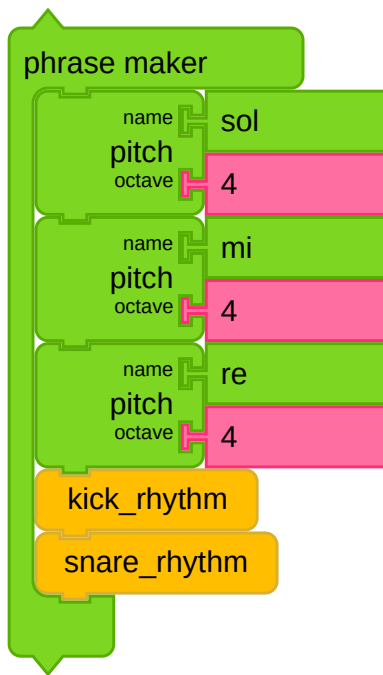 phrase maker
name sol
pitch
octave 4
name mi
pitch
octave 4
name re
pitch
octave 4
kick_rhythm
snare_rhythm